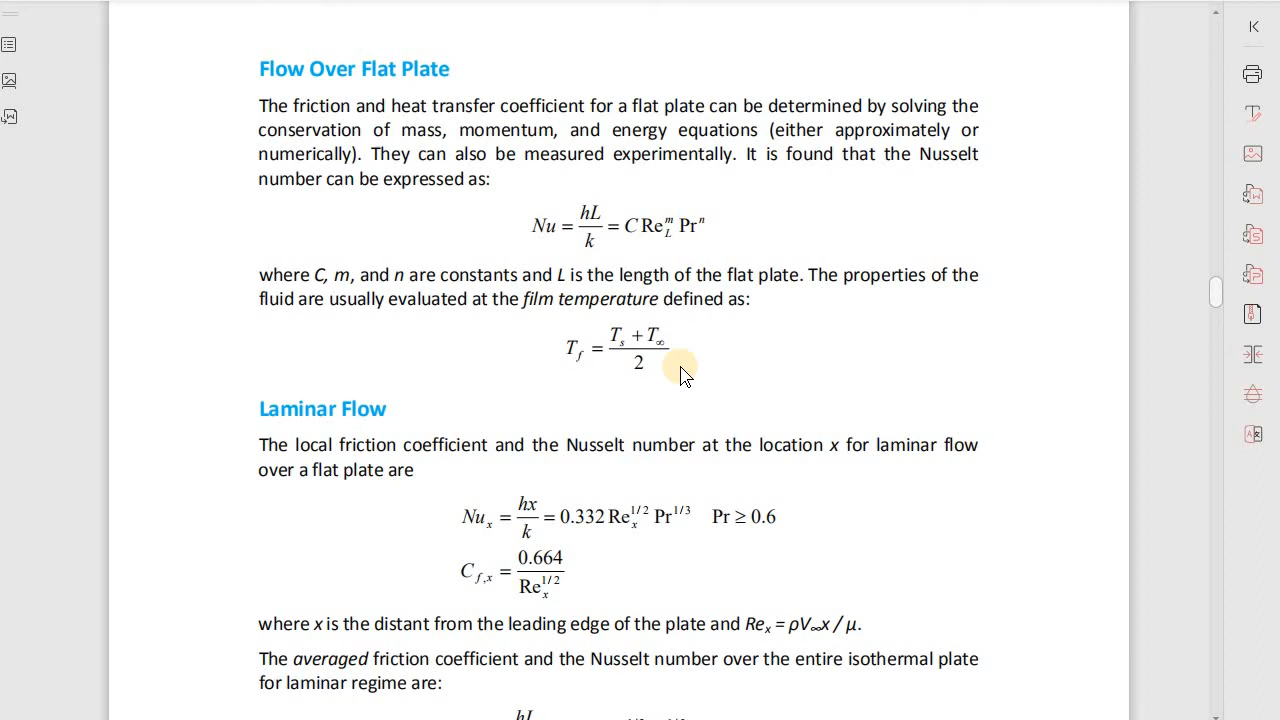 Flow Over Flat Plate
The friction and heat transfer coefficient for a flat plate can be determined by solving the
conservation of mass, momentum, and energy equations (either approximately or
numerically). They can also be measured experimentally. It is found that the Nusselt
number can be expressed as:
Nu = hL/k = C Re_L^m Pr^n
where C, m, and n are constants and L is the length of the flat plate. The properties of the
fluid are usually evaluated at the film temperature defined as:
T_f = (T_s + T_∞)/2
Laminar Flow
The local friction coefficient and the Nusselt number at the location x for laminar flow
over a flat plate are
Nu_x = hx/k = 0.332 Re_x^{1/2} Pr^{1/3} Pr ≥ 0.6
C_{f,x} = 0.664/Re_x^{1/2}
where x is the distant from the leading edge of the plate and Re_x = ρV_∞x / μ.
The averaged friction coefficient and the Nusselt number over the entire isothermal plate
for laminar regime are:
hL